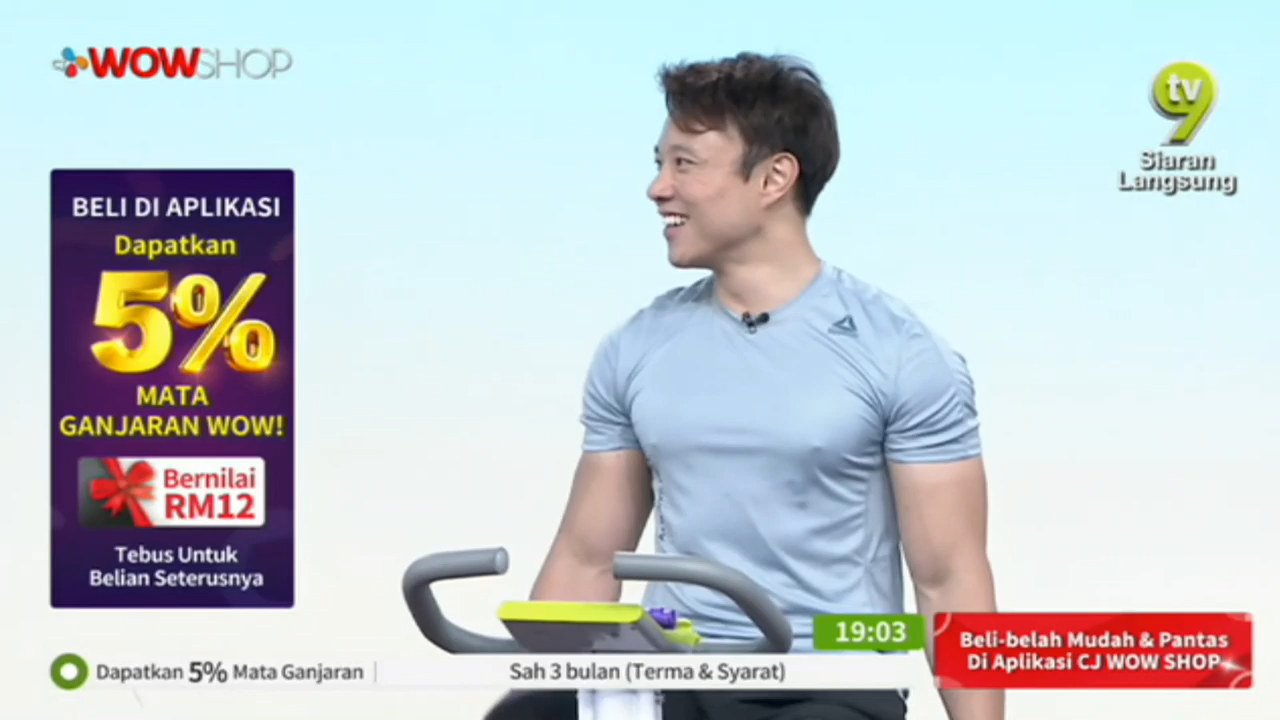 WOWSHOP
tv9
Siaran
Langsung
BELI DI APLIKASI
Dapatkan
5%
MATA
GANJARAN WOW!
Bernilai
RM12
Tebus Untuk
Belian Seterusnya
19:03
Beli-belah Mudah & Pantas
Di Aplikasi CJ WOW SHOP
Dapatkan 5% Mata Ganjaran
Sah 3 bulan (Terma & Syarat)